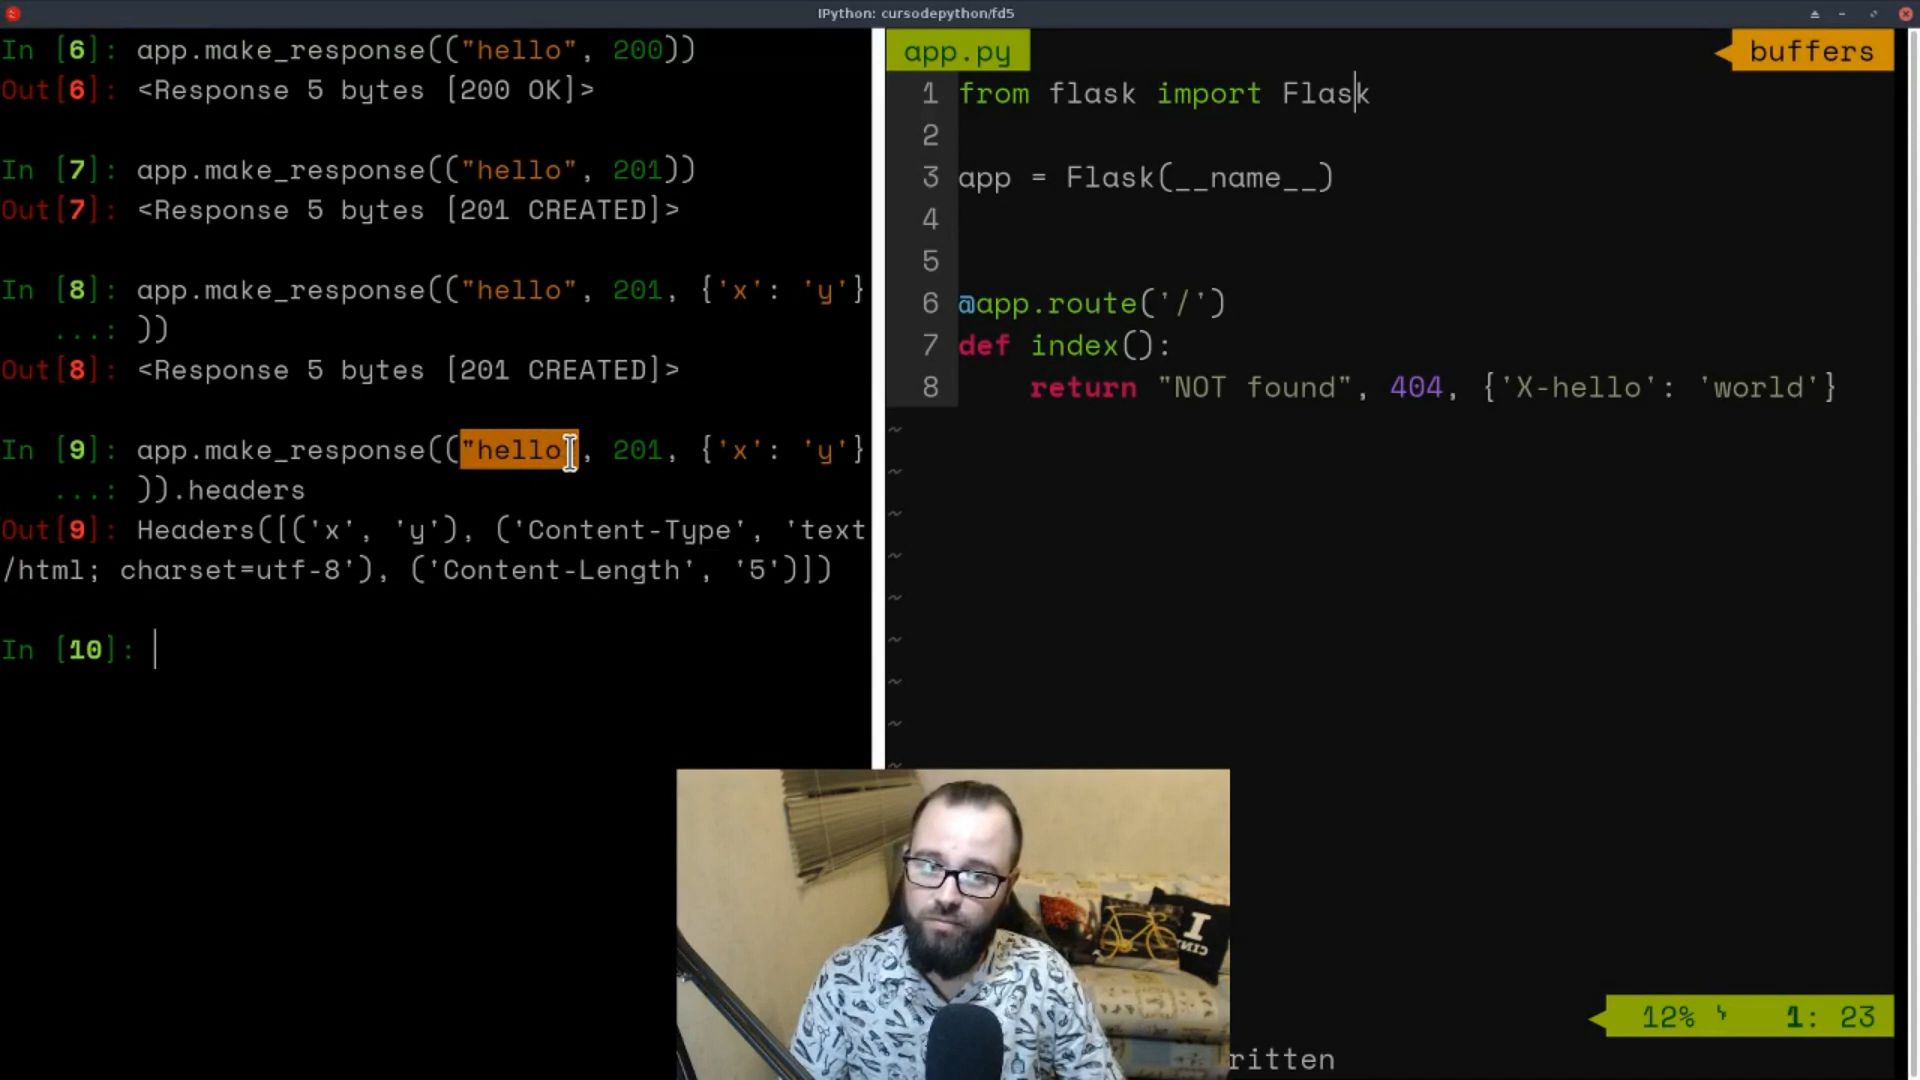 IPython: cursodepython/fd5
In [6]: app.make_response(("hello", 200))
Out[6]: <Response 5 bytes [200 OK]>
In [7]: app.make_response(("hello", 201))
Out[7]: <Response 5 bytes [201 CREATED]>
In [8]: app.make_response(("hello", 201, {'x': 'y'}
...: ))
Out[8]: <Response 5 bytes [201 CREATED]>
In [9]: app.make_response(("hello", 201, {'x': 'y'}
...: )).headers
Out[9]: Headers([('x', 'y'), ('Content-Type', 'text
/html; charset=utf-8'), ('Content-Length', '5')])
In [10]:
app.py
buffers
1 from flask import Flask
2
3 app = Flask(__name__)
4
5
6 @app.route('/')
7 def index():
8 return "NOT found", 404, {'X-hello': 'world'}
~
~
~
~
~
~
~
~
~
I
12% ϟ 1: 23
ritten